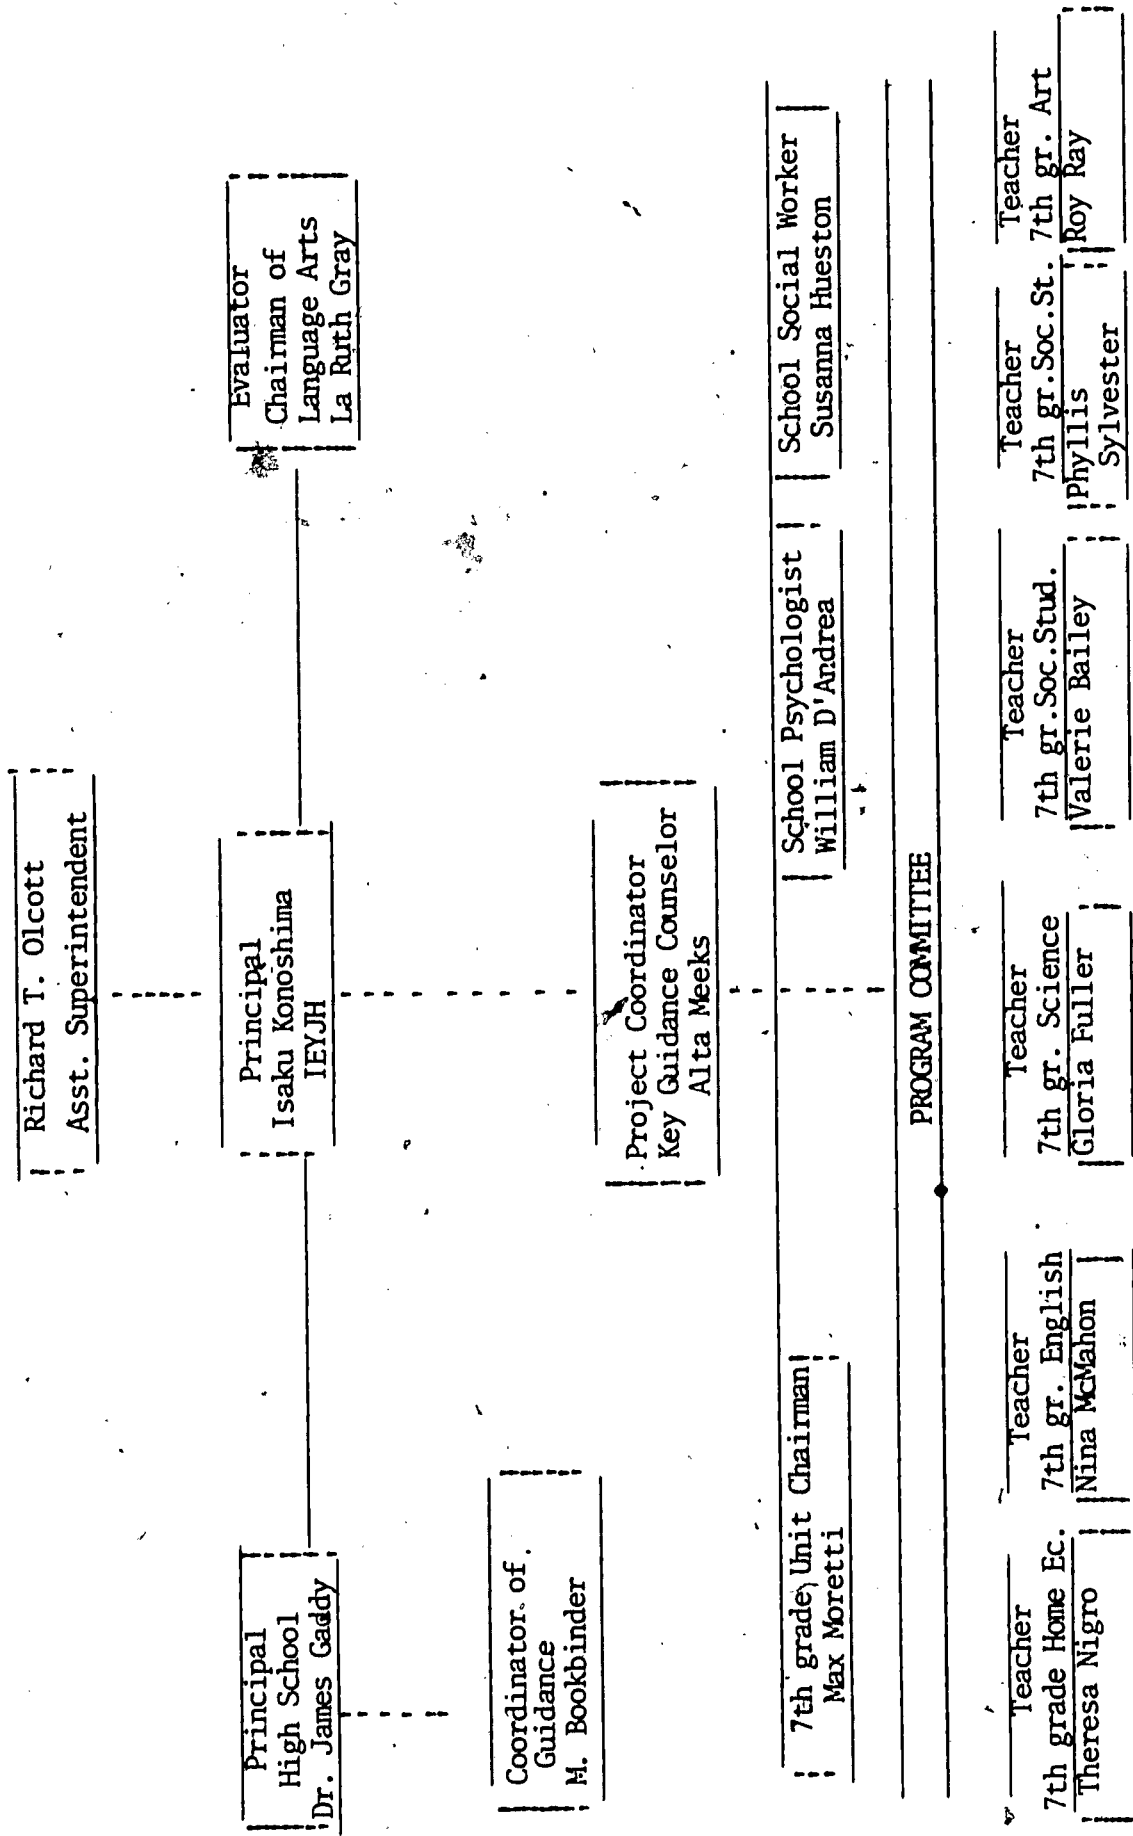 Richard T. Olcott
Asst. Superintendent
Principal
High School
Dr. James Gaddy
Principal
Isaku Konoshima
IEYJH
Evaluator
Chairman of
Language Arts
La Ruth Gray
Coordinator of
Guidance
M. Bookbinder
Project Coordinator
Key Guidance Counselor
Alta Meeks
7th grade Unit Chairman
Max Moretti
School Psychologist
William D'Andrea
School Social Worker
Susanna Hueston
PROGRAM COMMITTEE
Teacher
7th grade Home Ec.
Theresa Nigro
Teacher
7th gr. English
Nina McMahon
Teacher
7th gr. Science
Gloria Fuller
Teacher
7th gr.Soc.Stud.
Valerie Bailey
Teacher
7th gr.Soc.St.
Phyllis
Sylvester
Teacher
7th gr. Art
Roy Ray